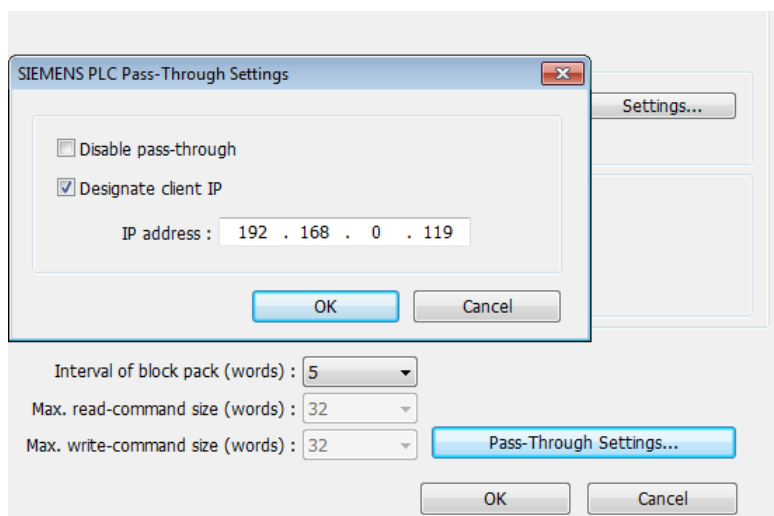 SIEMENS PLC Pass-Through Settings
Settings...
Disable pass-through
Designate client IP
IP address : 192 . 168 . 0 . 119
OK Cancel
Interval of block pack (words) : 5
Max. read-command size (words) : 32
Max. write-command size (words) : 32 Pass-Through Settings...
OK Cancel